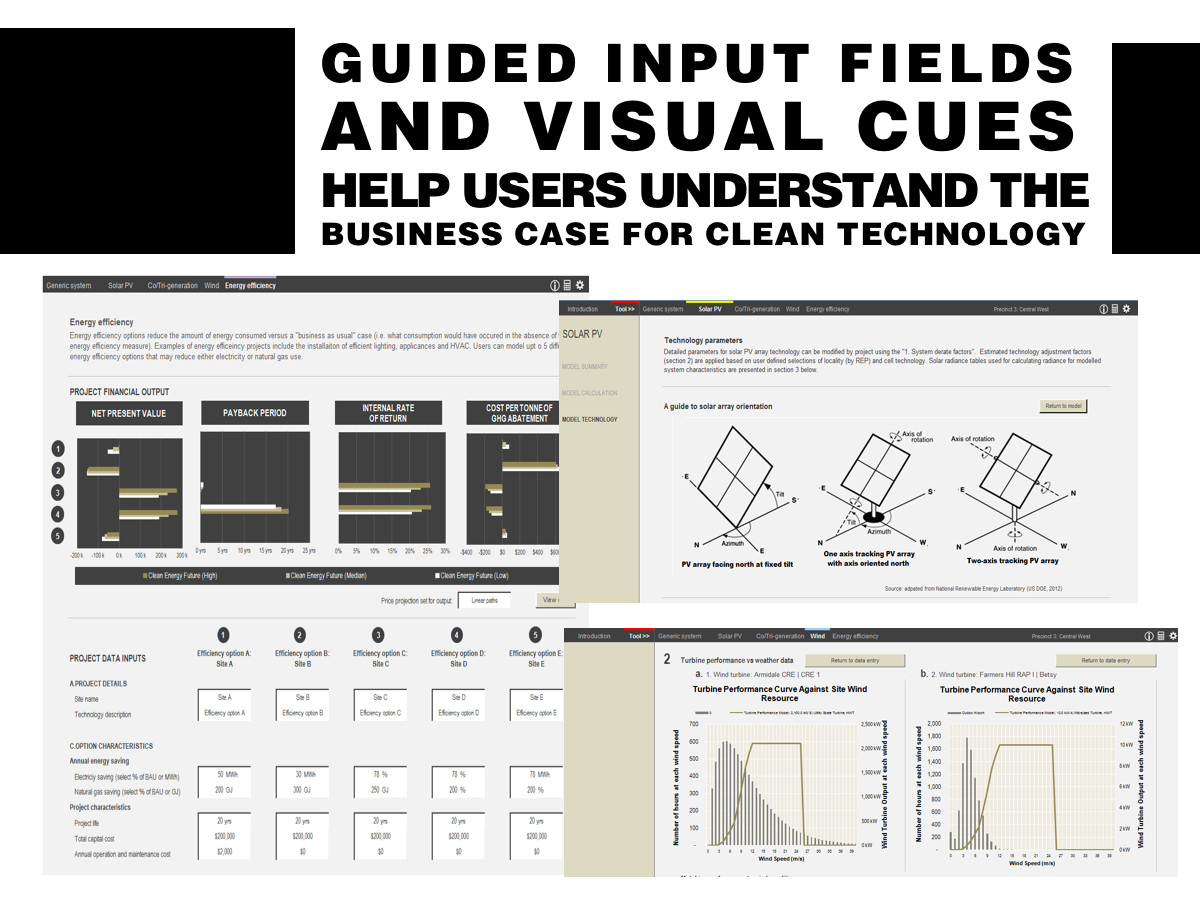 GUIDED INPUT FIELDS
AND VISUAL CUES
HELP USERS UNDERSTAND THE
BUSINESS CASE FOR CLEAN TECHNOLOGY
Generic system Solar PV Co/Tri-generation Wind Energy efficiency
Energy efficiency
Energy efficiency options reduce the amount of energy consumed versus a "business as usual" case (i.e. what consumption would have occured in the absence of
energy efficiency measure). Examples of energy effceincy projects include the installaiton of efficient lighting, applicances and HVAC. Users can model upt o 5 diff
energy efficiency options that may reduce either electricity or natural gas use.
PROJECT FINANCIAL OUTPUT
NET PRESENT VALUE PAYBACK PERIOD INTERNAL RATE OF RETURN COST PER TONNE OF GHG ABATEMENT
1
2
3
4
5
-200 k -100 k 0 k 100 k 200 k 300 k 0 yrs 5 yrs 10 yrs 15 yrs 20 yrs 25 yrs 0% 5% 10% 15% 20% 25% 30% -$400 -$200 $0 $200 $400
Clean Energy Future (High) Clean Energy Future (Median) Clean Energy Future (Low)
Price projection set for output: Linear paths View
1 2 3 4 5
PROJECT DATA INPUTS
Efficiency option A: Efficiency option B: Efficiency option C: Efficiency option D: Efficiency option E:
Site A Site B Site C Site D Site E
A.PROJECT DETAILS
Site name Site A Site B Site C Site D Site E
Technology description Efficiency option A Efficiency option B Efficiency option C Efficiency option D Efficiency option E
C.OPTION CHARACTERISTICS
Annual energy saving
Electriciy saving (select % of BAU or MWh) 50 MWh 30 MWh 78 % 78 % 78 MWh
Natural gas saving (select % of BAU or GJ) 200 GJ 300 GJ 250 GJ 200 % 200 %
Project characteristics
Project life 20 yrs 20 yrs 20 yrs 20 yrs 20 yrs
Total capital cost $200,000 $200,000 $200,000 $200,000 $200,000
Annual operation and maintenance cost $2,000 $0 $0 $0 $0
Introduction Tool >> Generic system Solar PV Co/Tri-generation Wind Energy efficiency Precinct 3: Central West
SOLAR PV
MODEL SUMMARY
MODEL CALCULATION
MODEL TECHNOLOGY
Technology parameters
Detailed parameters for solar PV array technology can be modified by project using the "1. System derate factors". Estimated technology adjustment factors
(section 2) are applied based on user defined selections of locality (by REP) and cell technology. Solar radiance tables used for calculating radiance for modelled
system characteristics are presented in section 3 below.
A guide to solar array orientation Return to model
E Tilt S N Azimuth E
PV array facing north at fixed tilt
Axis of rotation E S Tilt Azimuth N W
One axis tracking PV array
with axis oriented north
Axis of rotation E N S Axis of rotation W
Two-axis tracking PV array
Source: adpated from National Renewable Energy Laboratory (US DOE, 2012)
Introduction Tool >> Generic system Solar PV Co/Tri-generation Wind Energy efficiency Precinct 3: Central West
2 Turbine performance vs weather data Return to data entry Return to data entry
a. 1. Wind turbine: Armidale CRE | CRE 1
Turbine Performance Curve Against Site Wind
Resource
Number of hours at each wind speed
700
600
500
400
300
200
100
-
2,500 kW
2,000 kW
1,500 kW
1,000 kW
500 kW
0 kW
Wind Turbine Output at each wind speed
0 3 6 9 12 15 18 21 24 27 30 33 36 39
Wind Speed (m/s)
b. 2. Wind turbine: Farmers Hill RAP I | Betsy
Turbine Performance Curve Against Site Wind
Resource
Number of hours at each wind speed
2,000
1,800
1,600
1,400
1,200
1,000
800
600
400
200
-
12 kW
10 kW
8 kW
6 kW
4 kW
2 kW
0 kW
Wind Turbine Output at each wind speed
0 3 6 9 12 15 18 21 24 27 30 33 36 39
Wind Speed (m/s)